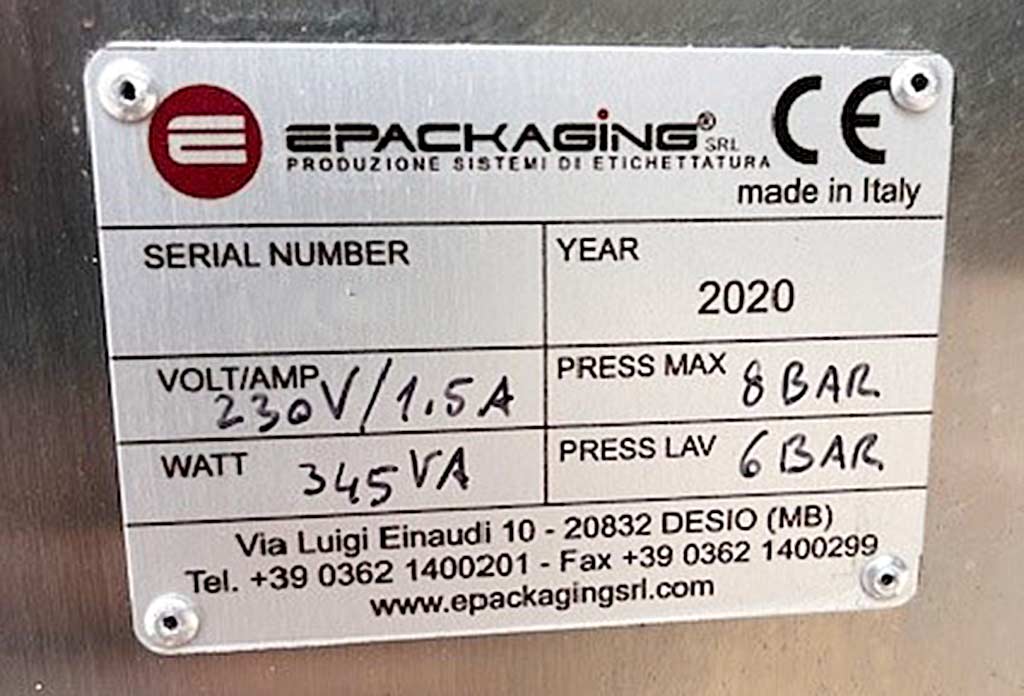 EPACKAGiNG® SRL
PRODUZIONE SISTEMI DI ETICHETTATURA
CE
made in Italy
SERIAL NUMBER
YEAR
2020
VOLT/AMP 230V/1.5A
PRESS MAX 8 BAR
WATT 345 VA
PRESS LAV 6 BAR
Via Luigi Einaudi 10 - 20832 DESIO (MB)
Tel. +39 0362 1400201 - Fax +39 0362 1400299
www.epackagingsrl.com